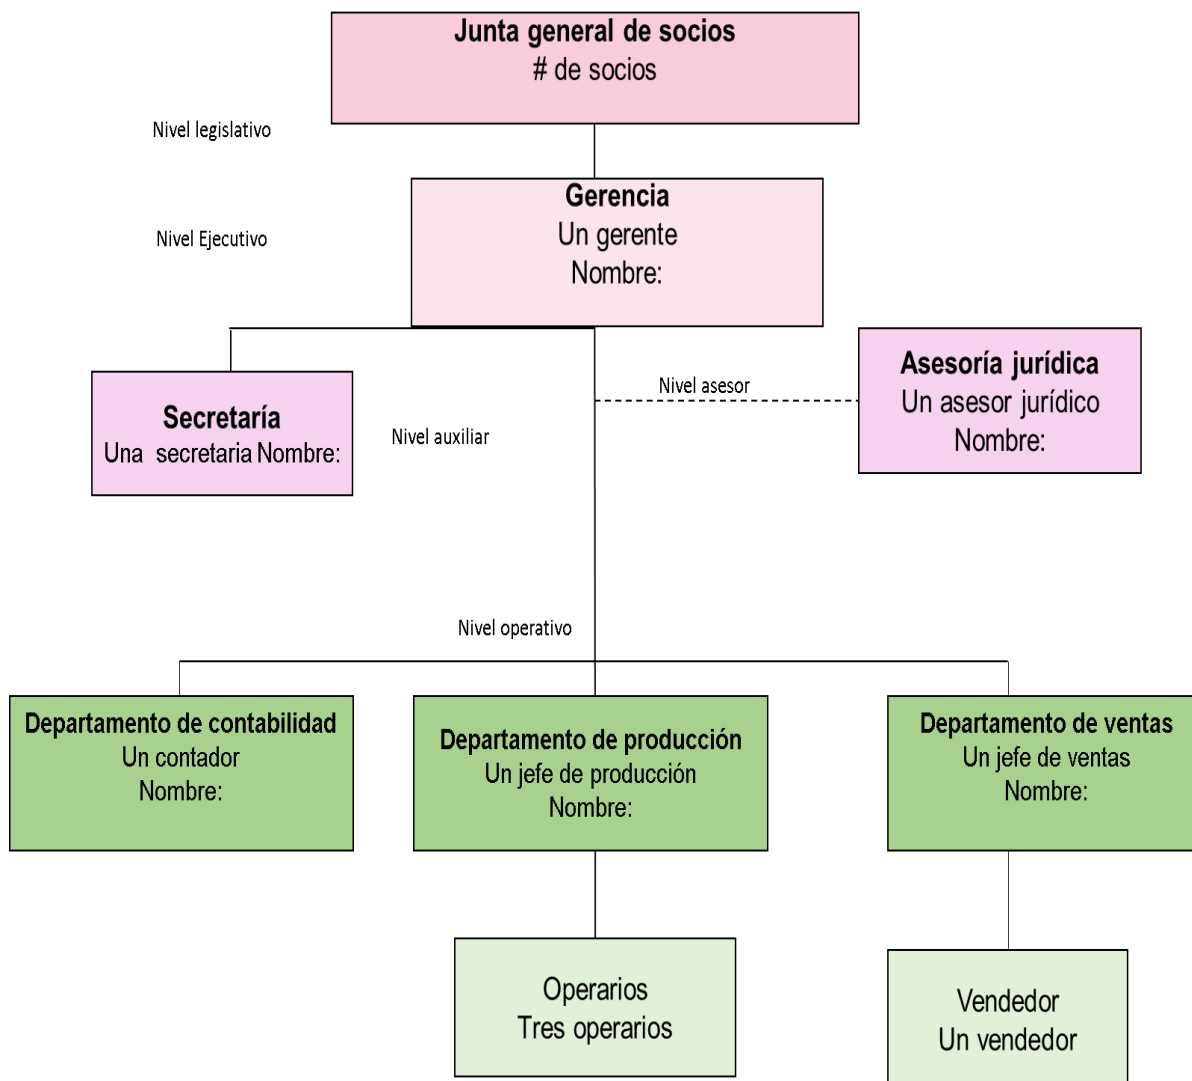 Junta general de socios
# de socios
Nivel legislativo
Gerencia
Un gerente
Nombre:
Nivel Ejecutivo
Asesoría jurídica
Un asesor jurídico
Nombre:
Nivel asesor
Secretaría
Una secretaria Nombre:
Nivel auxiliar
Nivel operativo
Departamento de contabilidad
Un contador
Nombre:
Departamento de producción
Un jefe de producción
Nombre:
Departamento de ventas
Un jefe de ventas
Nombre:
Operarios
Tres operarios
Vendedor
Un vendedor